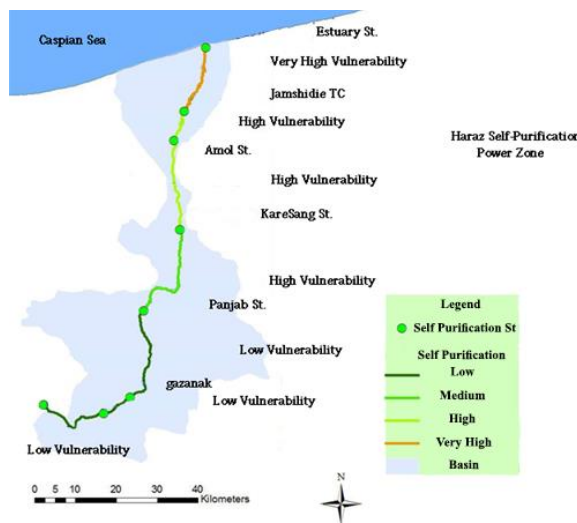 Caspian Sea
Estuary St.
Very High Vulnerability
Jamshidie TC
High Vulnerability
Amol St.
Haraz Self-Purification
Power Zone
High Vulnerability
KareSang St.
High Vulnerability
Panjab St.
Low Vulnerability
gazanak
Low Vulnerability
Low Vulnerability
Legend
Self Purification St
Self Purification
Low
Medium
High
Very High
Basin
0 5 10 20 30 40
Kilometers
N